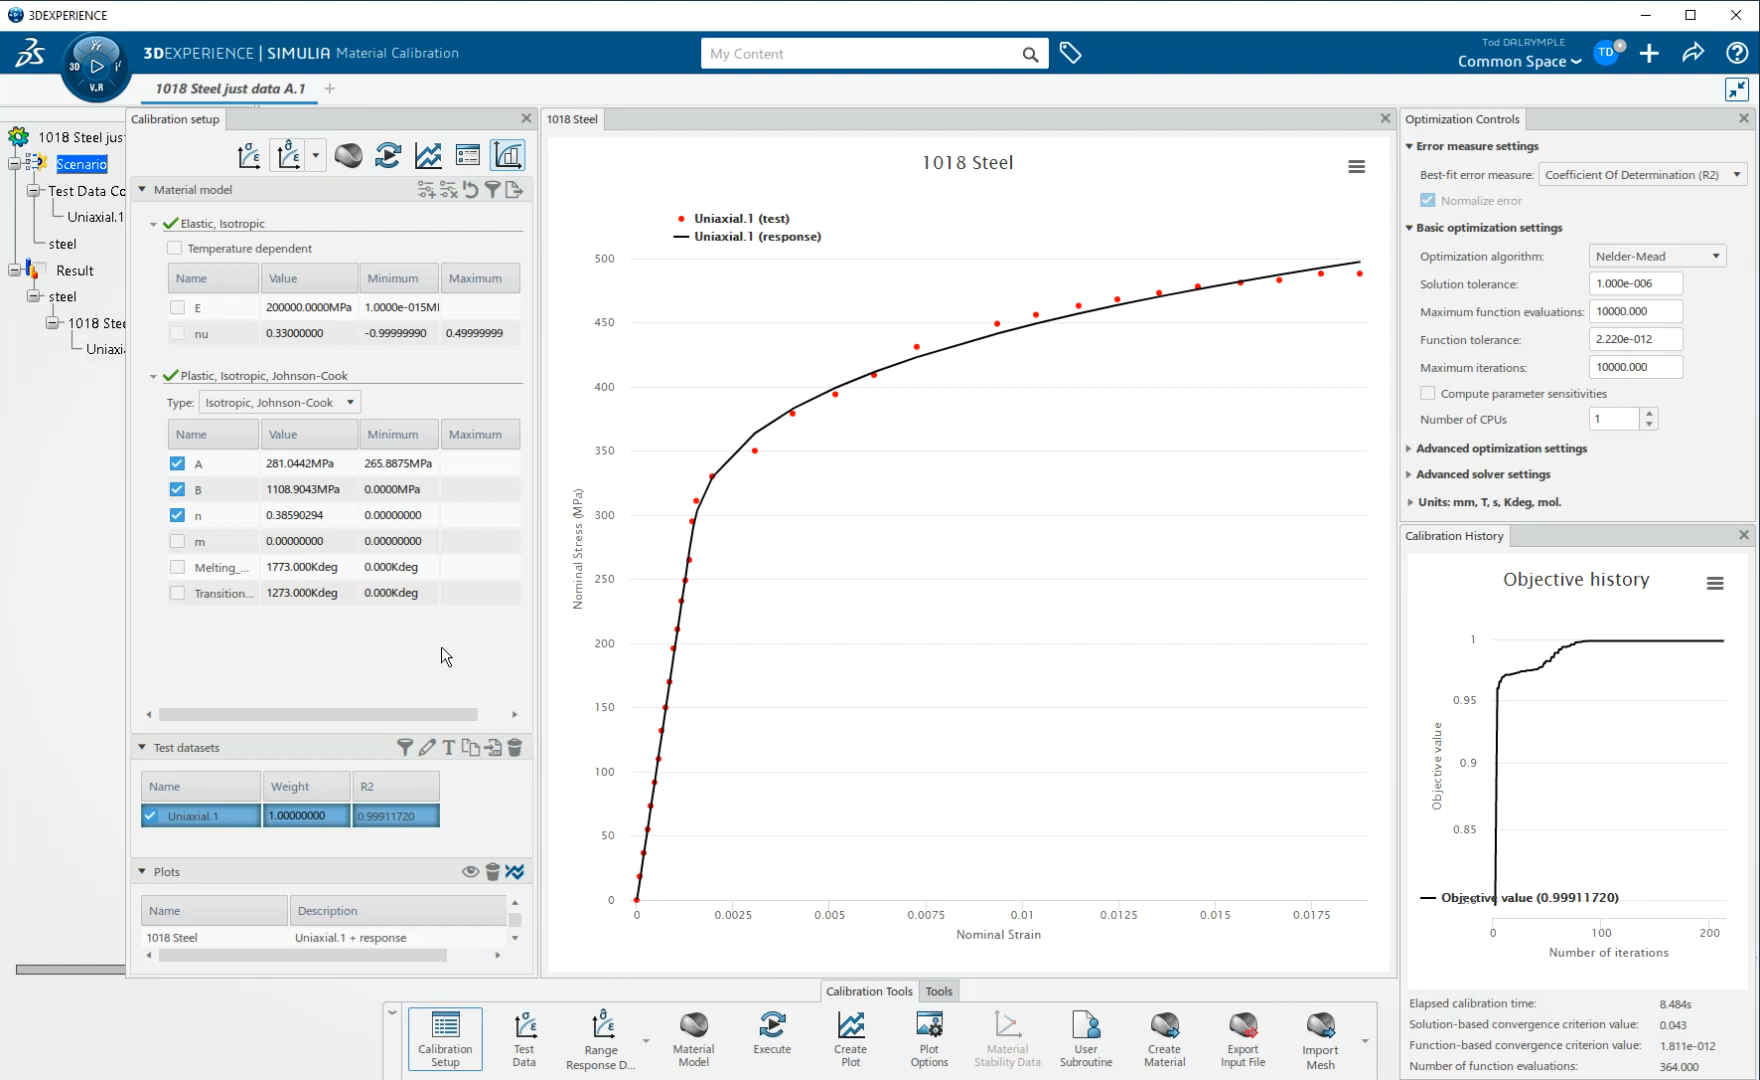 3DEXPERIENCE
3DEXPERIENCE | SIMULIA Material Calibration
My Content
Tod DALRYMPLE
Common Space
TD
3D
V.R
1018 Steel just data A.1
1018 Steel jus
Scenario
Test Data Co
Uniaxial.1
steel
Result
steel
1018 Stee
Uniaxi
Calibration setup
Material model
Elastic, Isotropic
Temperature dependent
Name Value Minimum Maximum
E 200000.0000MPa 1.0000e-015MI
nu 0.33000000 -0.99999990 0.49999999
Plastic, Isotropic, Johnson-Cook
Type: Isotropic, Johnson-Cook
Name Value Minimum Maximum
A 281.0442MPa 265.8875MPa
B 1108.9043MPa 0.0000MPa
n 0.38590294 0.00000000
m 0.00000000 0.00000000
Melting_... 1773.000Kdeg 0.000Kdeg
Transition... 1273.000Kdeg 0.000Kdeg
Test datasets
Name Weight R2
Uniaxial.1 1.00000000 0.99911720
Plots
Name Description
1018 Steel Uniaxial.1 + response
1018 Steel
1018 Steel
Uniaxial.1 (test)
Uniaxial.1 (response)
500
450
400
350
300
250
200
150
100
50
0
Nominal Stress (MPa)
0 0.0025 0.005 0.0075 0.01 0.0125 0.015 0.0175
Nominal Strain
Optimization Controls
Error measure settings
Best-fit error measure: Coefficient Of Determination (R2)
Normalize error
Basic optimization settings
Optimization algorithm: Nelder-Mead
Solution tolerance: 1.000e-006
Maximum function evaluations: 10000.000
Function tolerance: 2.220e-012
Maximum iterations: 10000.000
Compute parameter sensitivities
Number of CPUs 1
Advanced optimization settings
Advanced solver settings
Units: mm, T, s, Kdeg, mol.
Calibration History
Objective history
1
0.95
0.9
0.85
Objective value
Objective value (0.99911720)
0 100 200
Number of iterations
Elapsed calibration time: 8.484s
Solution-based convergence criterion value: 0.043
Function-based convergence criterion value: 1.811e-012
Number of function evaluations: 364.000
Calibration Tools Tools
Calibration Setup
Test Data
Range Response D...
Material Model
Execute
Create Plot
Plot Options
Material Stability Data
User Subroutine
Create Material
Export Input File
Import Mesh